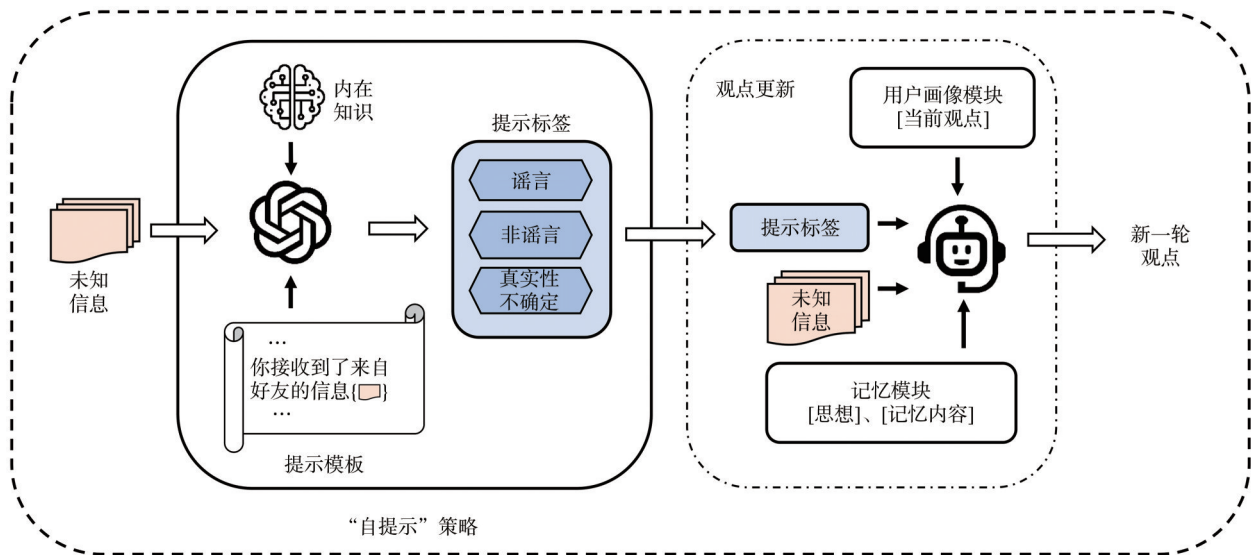 内在
知识
提示标签
谣言
非谣言
真实性
不确定
未知
信息
…
你接收到了来自
好友的信息{ }
…
提示模板
“自提示”策略
观点更新
用户画像模块
[当前观点]
提示标签
未知
信息
记忆模块
[思想]、[记忆内容]
新一轮
观点